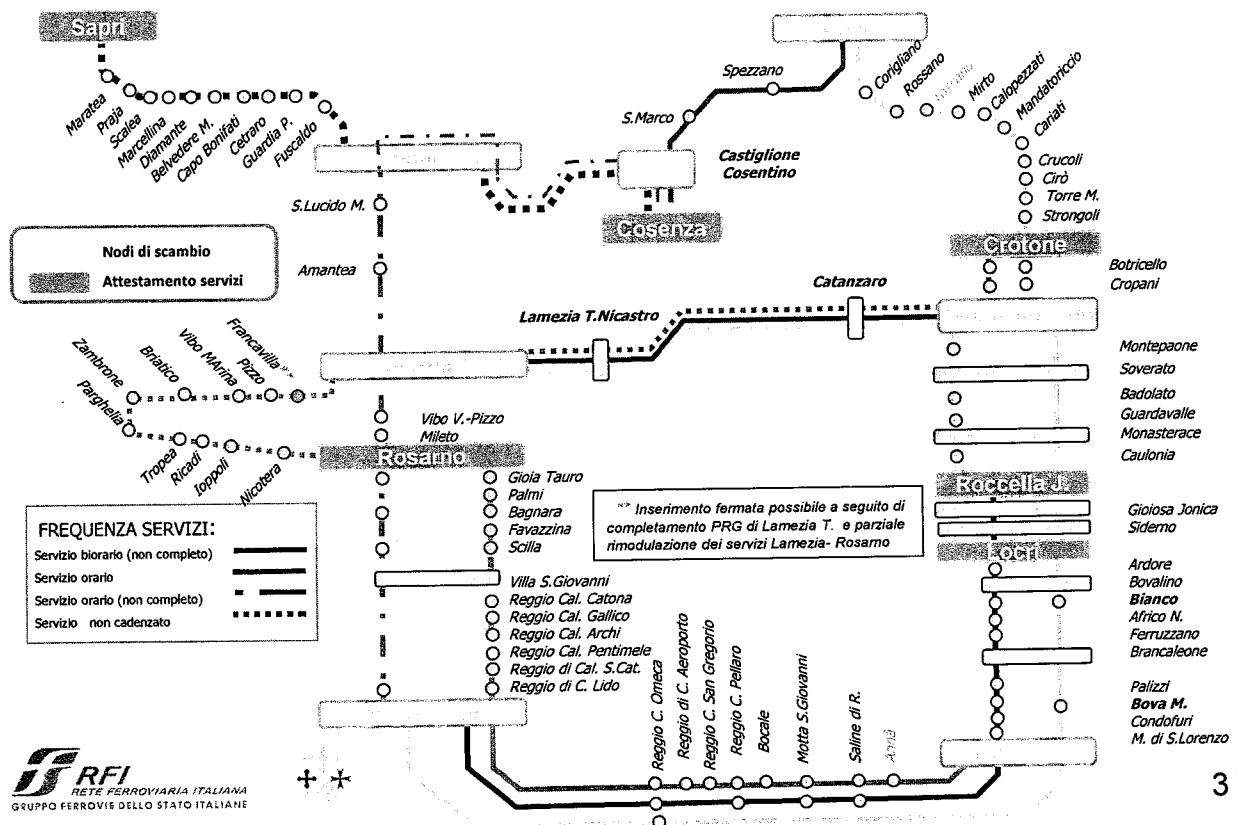 Sapri
Maratea
Praja
Scalea
Marcellina
Diamante
Belvedere M.
Capo Bonifati
Cetraro
Guardia P.
Fuscaldo
S.Lucido M.
Amantea
Spezzano
S.Marco
Castiglione
Cosentino
Cosenza
Corigliano
Rossano
Mirto
Calopezzati
Mandatoriccio
Cariati
Crucoli
Cirò
Torre M.
Strongoli
Crotone
Botricello
Cropani
Nodi di scambio
Attestamento servizi
Catanzaro
Lamezia T.Nicastro
Francavilla
Pizzo
Vibo MArina
Briatico
Zambrone
Parghelia
Tropea
Ricadi
Ioppoli
Nicotera
Vibo V.-Pizzo
Mileto
Rosarno
Gioia Tauro
Palmi
Bagnara
Favazzina
Scilla
Villa S.Giovanni
Reggio Cal. Catona
Reggio Cal. Gallico
Reggio Cal. Archi
Reggio Cal. Pentimele
Reggio di Cal. S.Cat.
Reggio di C. Lido
Montepaone
Soverato
Badolato
Guardavalle
Monasterace
Caulonia
Roccella J.
Gioiosa Jonica
Siderno
Locri
Ardore
Bovalino
Bianco
Africo N.
Ferruzzano
Brancaleone
Palizzi
Bova M.
Condofuri
M. di S.Lorenzo
Inserimento fermata possibile a seguito di
completamento PRG di Lamezia T. e parziale
rimodulazione dei servizi Lamezia- Rosarno
FREQUENZA SERVIZI:
Servizio biorario (non completo)
Servizio orario
Servizio orario (non completo)
Servizio non cadenzato
Reggio C. Omeca
Reggio di C. Aeroporto
Reggio C. San Gregorio
Reggio C. Pellaro
Bocale
Motta S.Giovanni
Saline di R.
Annà
RFI
RETE FERROVIARIA ITALIANA
GRUPPO FERROVIE DELLO STATO ITALIANE
3